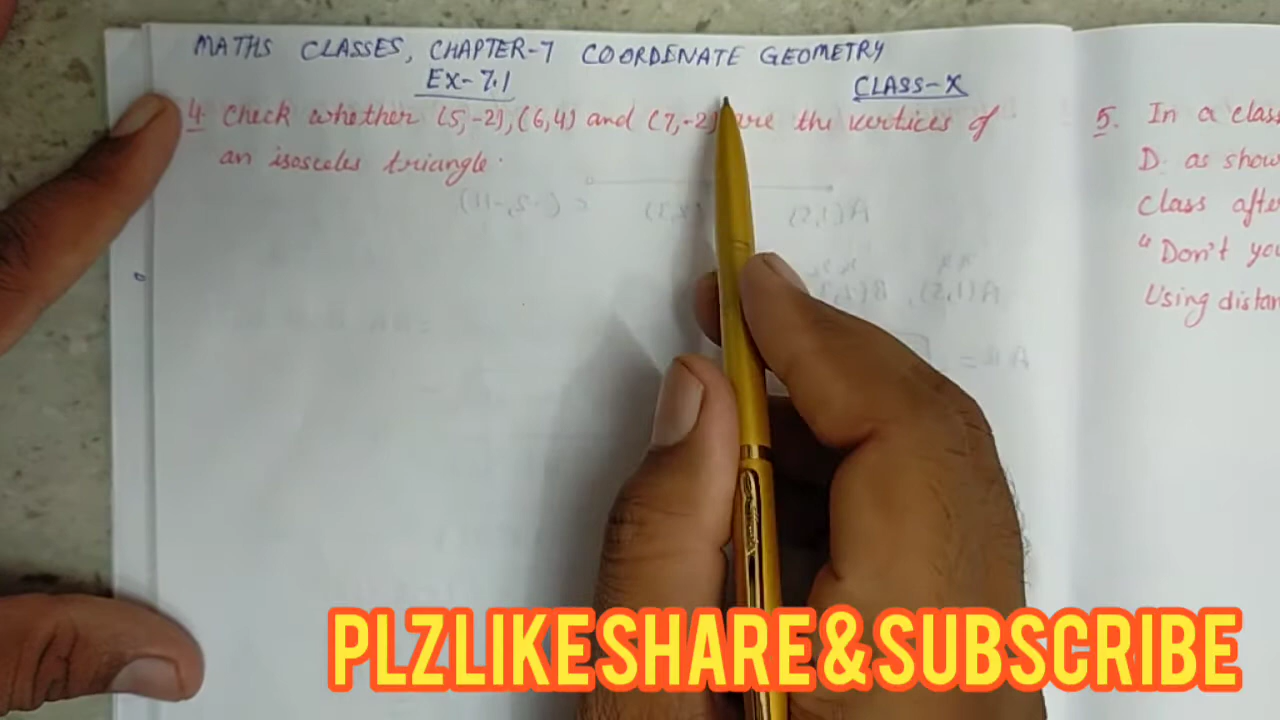 MATHS CLASSES, CHAPTER-7 COORDENATE GEOMETRY
EX-7.1 CLASS-X
4. Check whether (5,-2), (6,4) and (7,-2) are the vertices of
an isosceles triangle.
5. In a class
D. as show
Class after
"Don't you
Using distan
PLZ LIKE SHARE & SUBSCRIBE